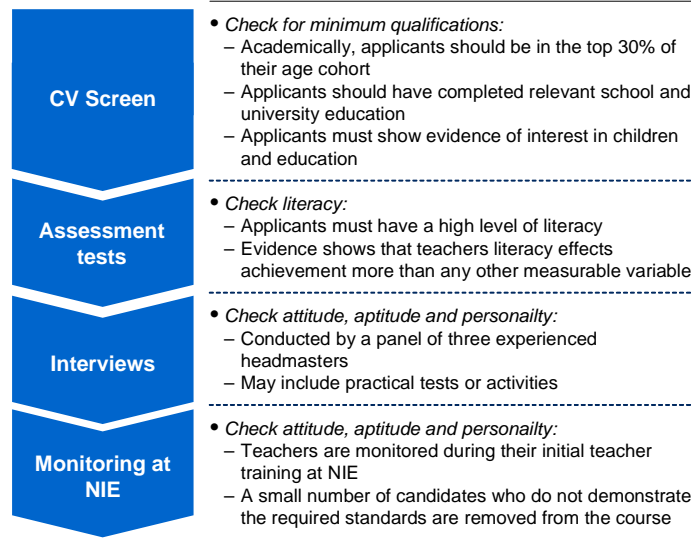 CV Screen
• Check for minimum qualifications:
– Academically, applicants should be in the top 30% of
their age cohort
– Applicants should have completed relevant school and
university education
– Applicants must show evidence of interest in children
and education
Assessment
tests
• Check literacy:
– Applicants must have a high level of literacy
– Evidence shows that teachers literacy effects
achievement more than any other measurable variable
Interviews
• Check attitude, aptitude and personailty:
– Conducted by a panel of three experienced
headmasters
– May include practical tests or activities
Monitoring at
NIE
• Check attitude, aptitude and personailty:
– Teachers are monitored during their initial teacher
training at NIE
– A small number of candidates who do not demonstrate
the required standards are removed from the course